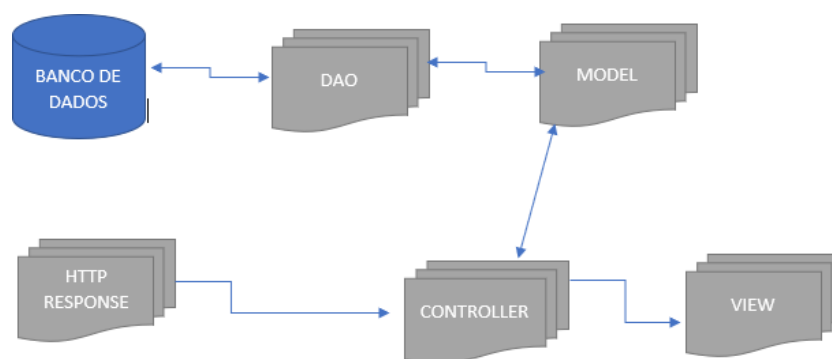 BANCO DE
DADOS
DAO
MODEL
HTTP
RESPONSE
CONTROLLER
VIEW